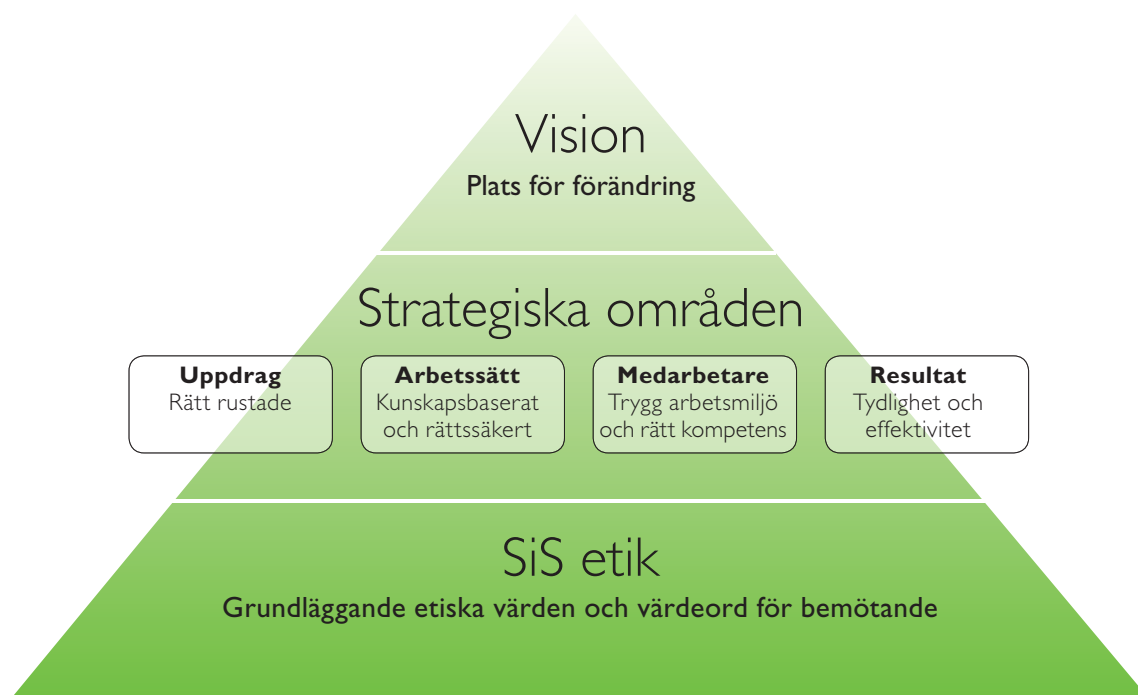 Vision
Plats för förändring
Strategiska områden
Uppdrag
Rätt rustade
Arbetssätt
Kunskapsbaserat
och rättssäkert
Medarbetare
Trygg arbetsmiljö
och rätt kompetens
Resultat
Tydlighet och
effektivitet
SiS etik
Grundläggande etiska värden och värdeord för bemötande